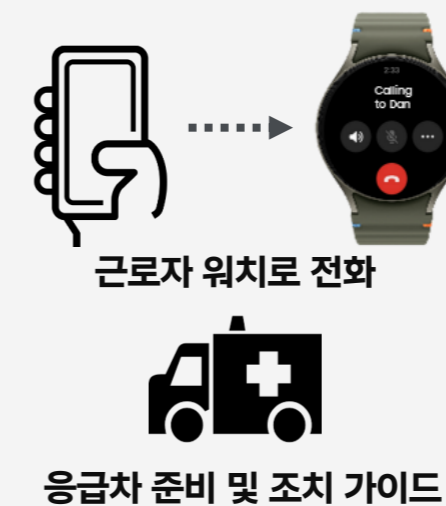 2:33
Calling
to Dan
근로자 워치로 전화
응급차 준비 및 조치 가이드